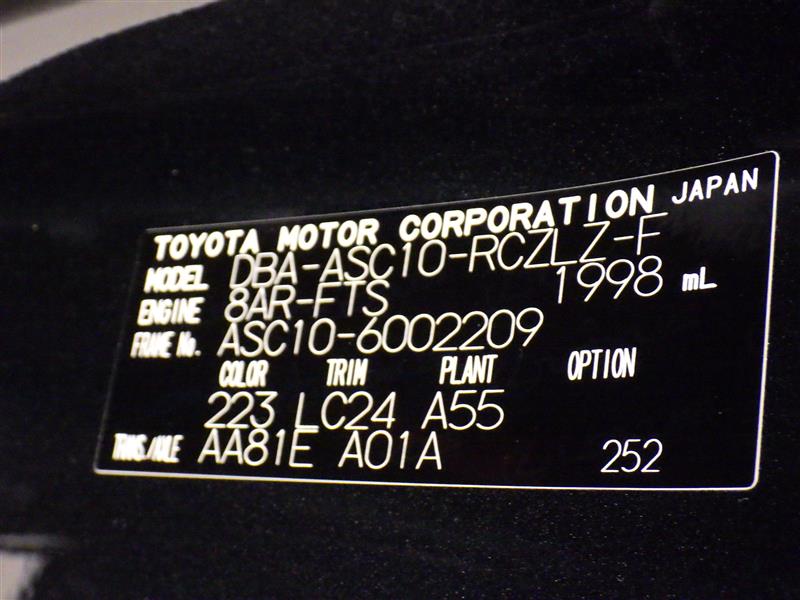 TOYOTA MOTOR CORPORATION JAPAN
MODEL DBA-ASC10-RCZLZ-F
ENGINE 8AR-FTS 1998 mL
FRAME No. ASC10-6002209
COLOR TRIM PLANT OPTION
223 LC24 A55
TRANS./AXLE AA81E A01A 252